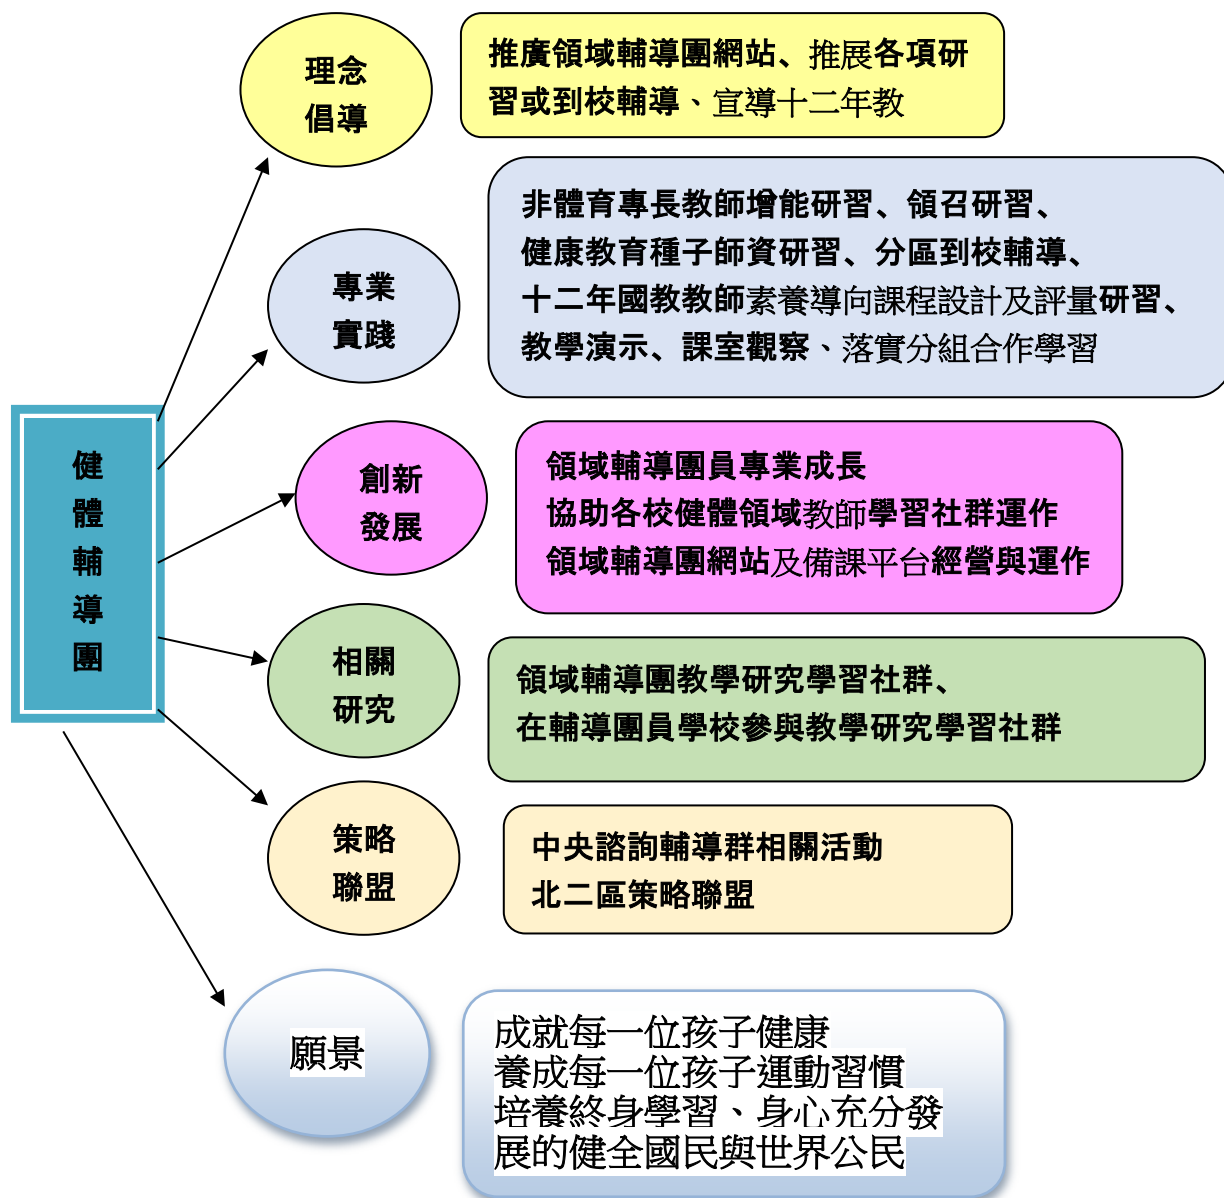 理念
倡導
推廣領域輔導團網站、推展各項研
習或到校輔導、宣導十二年教
專業
實踐
非體育專長教師增能研習、領召研習、
健康教育種子師資研習、分區到校輔導、
十二年國教教師素養導向課程設計及評量研習、
教學演示、課室觀察、落實分組合作學習
健
體
輔
導
團
創新
發展
領域輔導團員專業成長
協助各校健體領域教師學習社群運作
領域輔導團網站及備課平台經營與運作
相關
研究
領域輔導團教學研究學習社群、
在輔導團員學校參與教學研究學習社群
策略
聯盟
中央諮詢輔導群相關活動
北二區策略聯盟
願景
成就每一位孩子健康
養成每一位孩子運動習慣
培養終身學習、身心充分發
展的健全國民與世界公民